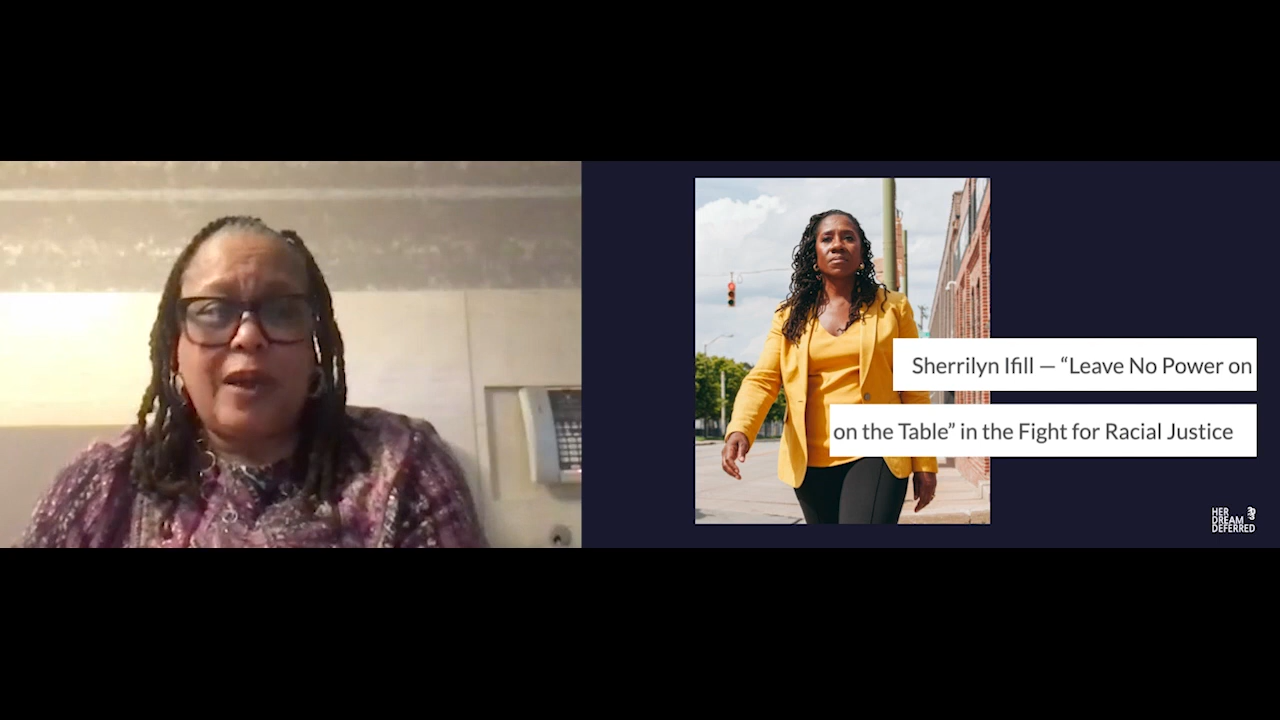 Sherrilyn Ifill — “Leave No Power on
on the Table” in the Fight for Racial Justice
HER
DREAM
DEFERRED